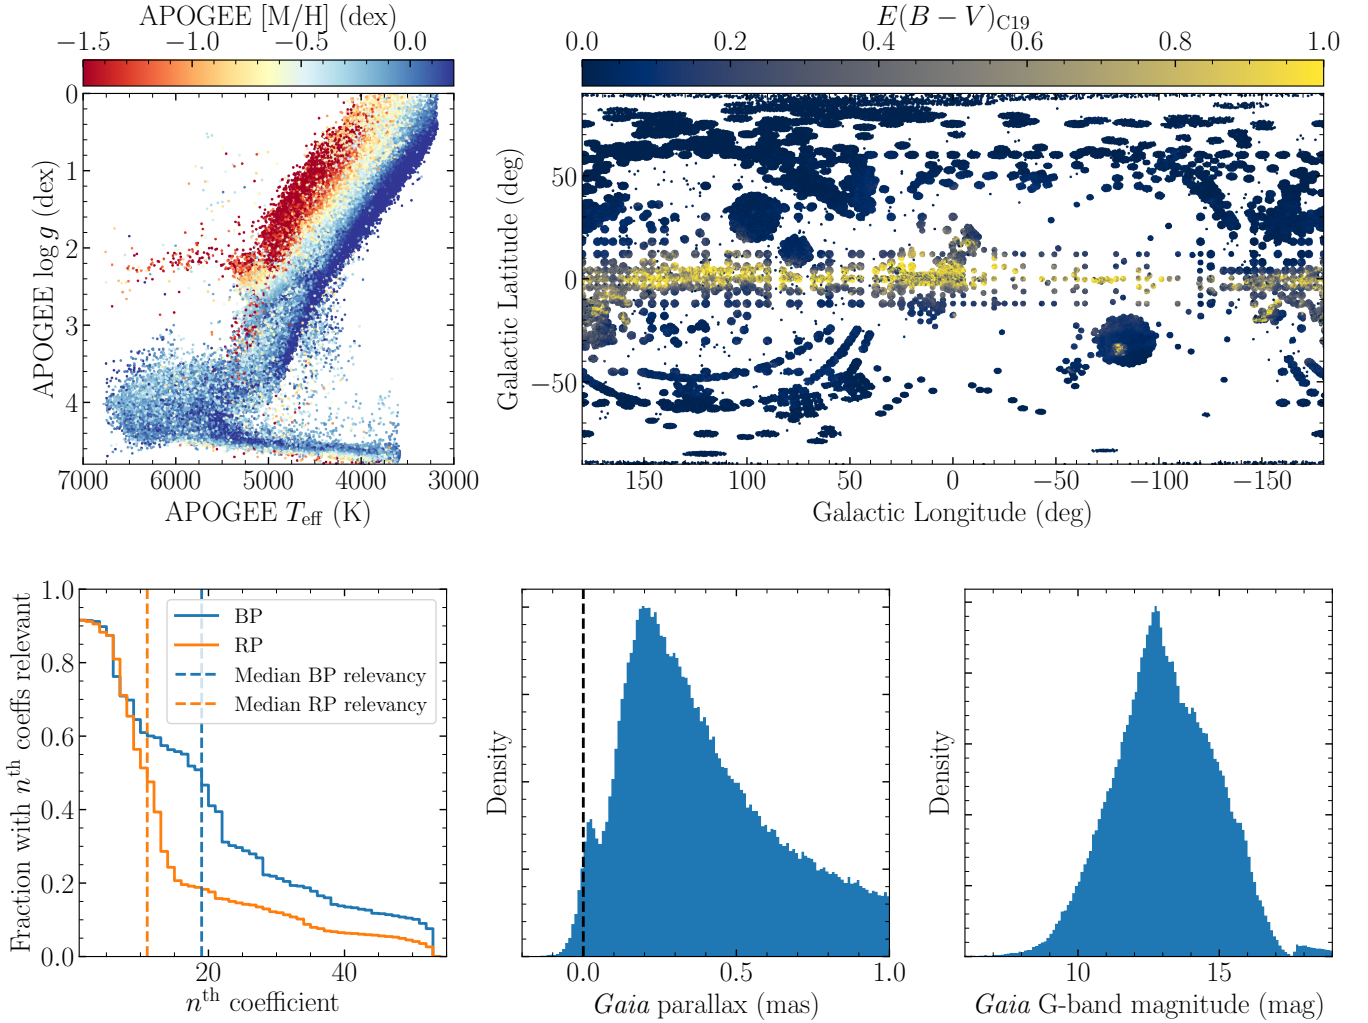 APOGEE [M/H] (dex)
−1.5 −1.0 −0.5 0.0
0
1
2
3
4
APOGEE log g (dex)
7000 6000 5000 4000 3000
APOGEE T_eff (K)
E(B − V)_C19
0.0 0.2 0.4 0.6 0.8 1.0
50
0
−50
Galactic Latitude (deg)
150 100 50 0 −50 −100 −150
Galactic Longitude (deg)
1.0
0.8
0.6
0.4
0.2
0.0
Fraction with n^th coeffs relevant
BP
RP
Median BP relevancy
Median RP relevancy
20 40
n^th coefficient
Density
0.0 0.5 1.0
Gaia parallax (mas)
Density
10 15
Gaia G-band magnitude (mag)